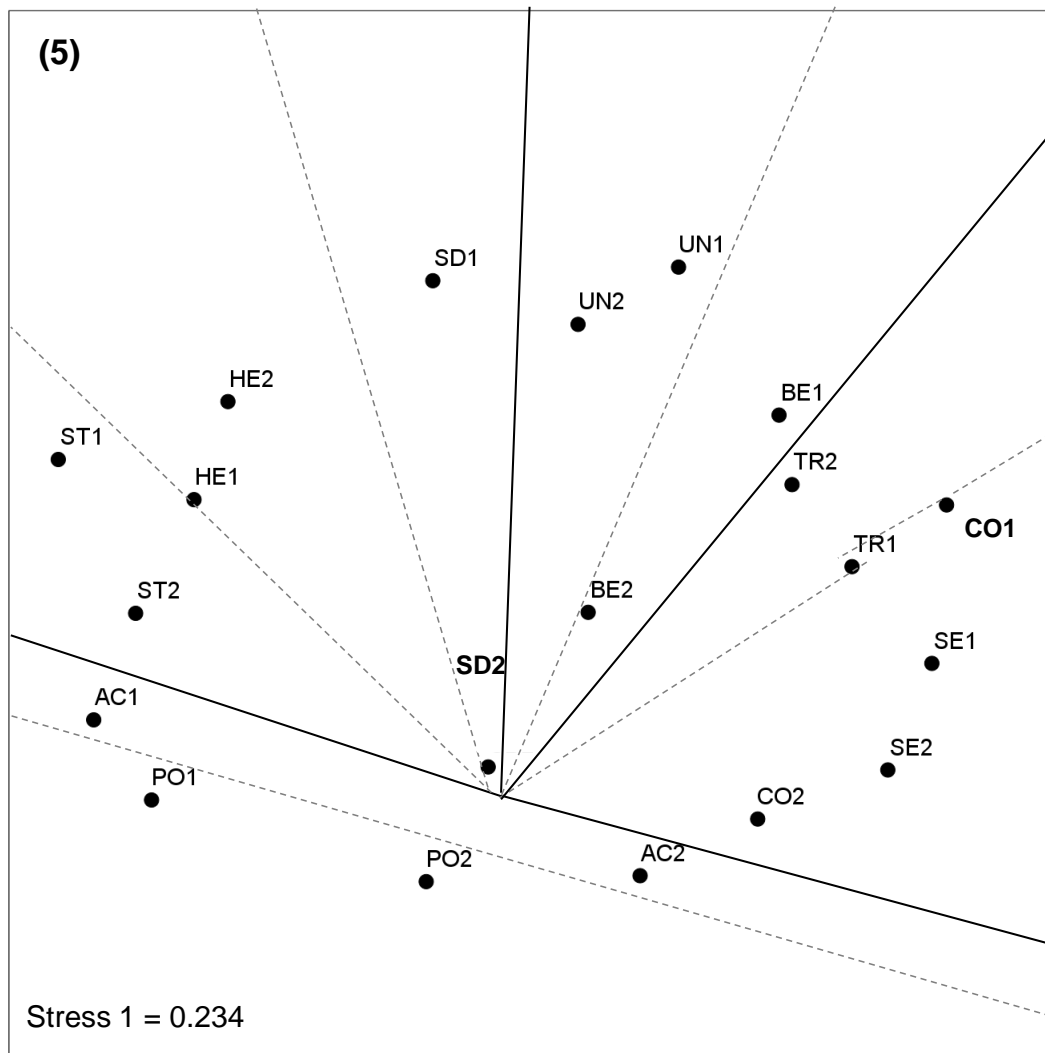 (5)
UN1
SD1
UN2
HE2
BE1
ST1
TR2
HE1
CO1
TR1
BE2
ST2
SE1
SD2
AC1
SE2
PO1
CO2
AC2
PO2
Stress 1 = 0.234